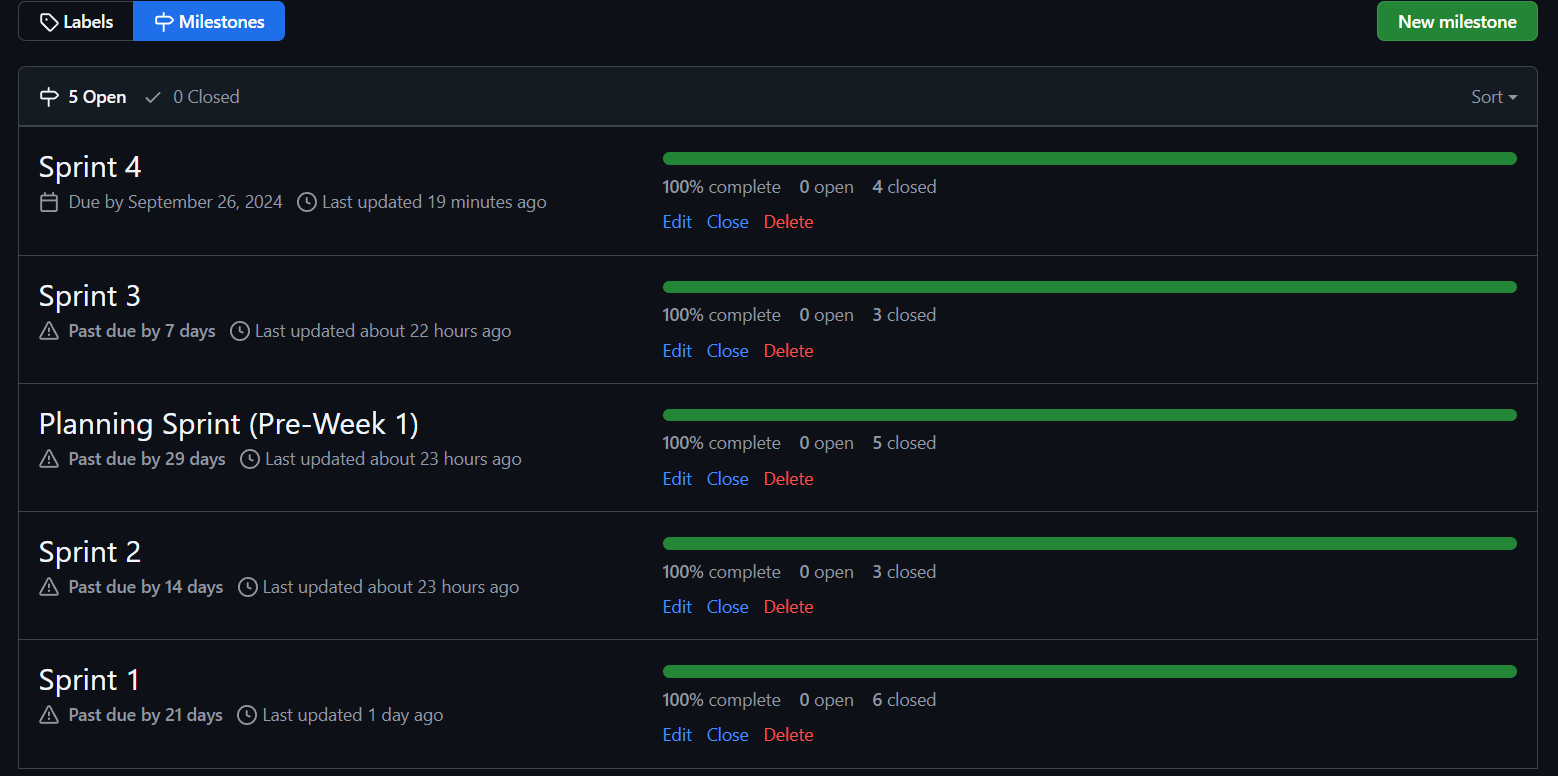 Labels Milestones New milestone
5 Open 0 Closed Sort
Sprint 4
Due by September 26, 2024 Last updated 19 minutes ago
100% complete 0 open 4 closed
Edit Close Delete
Sprint 3
Past due by 7 days Last updated about 22 hours ago
100% complete 0 open 3 closed
Edit Close Delete
Planning Sprint (Pre-Week 1)
Past due by 29 days Last updated about 23 hours ago
100% complete 0 open 5 closed
Edit Close Delete
Sprint 2
Past due by 14 days Last updated about 23 hours ago
100% complete 0 open 3 closed
Edit Close Delete
Sprint 1
Past due by 21 days Last updated 1 day ago
100% complete 0 open 6 closed
Edit Close Delete